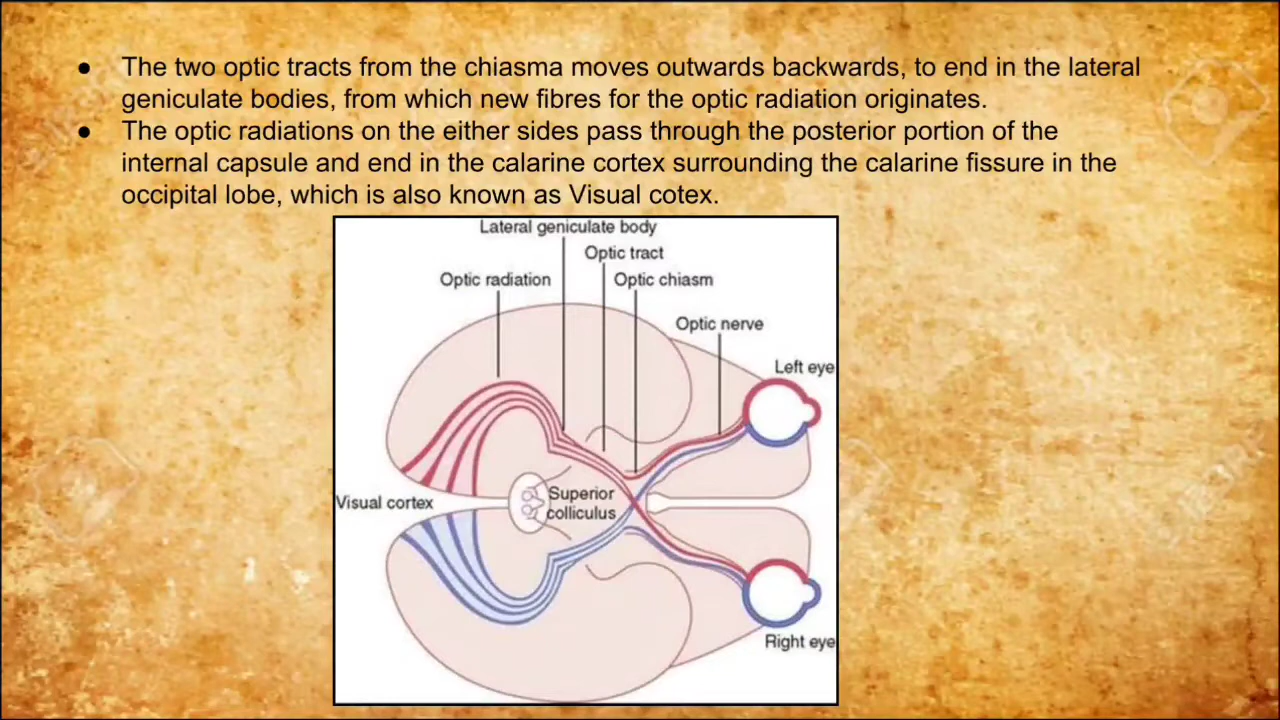 ● The two optic tracts from the chiasma moves outwards backwards, to end in the lateral
geniculate bodies, from which new fibres for the optic radiation originates.
● The optic radiations on the either sides pass through the posterior portion of the
internal capsule and end in the calarine cortex surrounding the calarine fissure in the
occipital lobe, which is also known as Visual cotex.
Lateral geniculate body
Optic tract
Optic radiation
Optic chiasm
Optic nerve
Left eye
Visual cortex
Superior
colliculus
Right eye